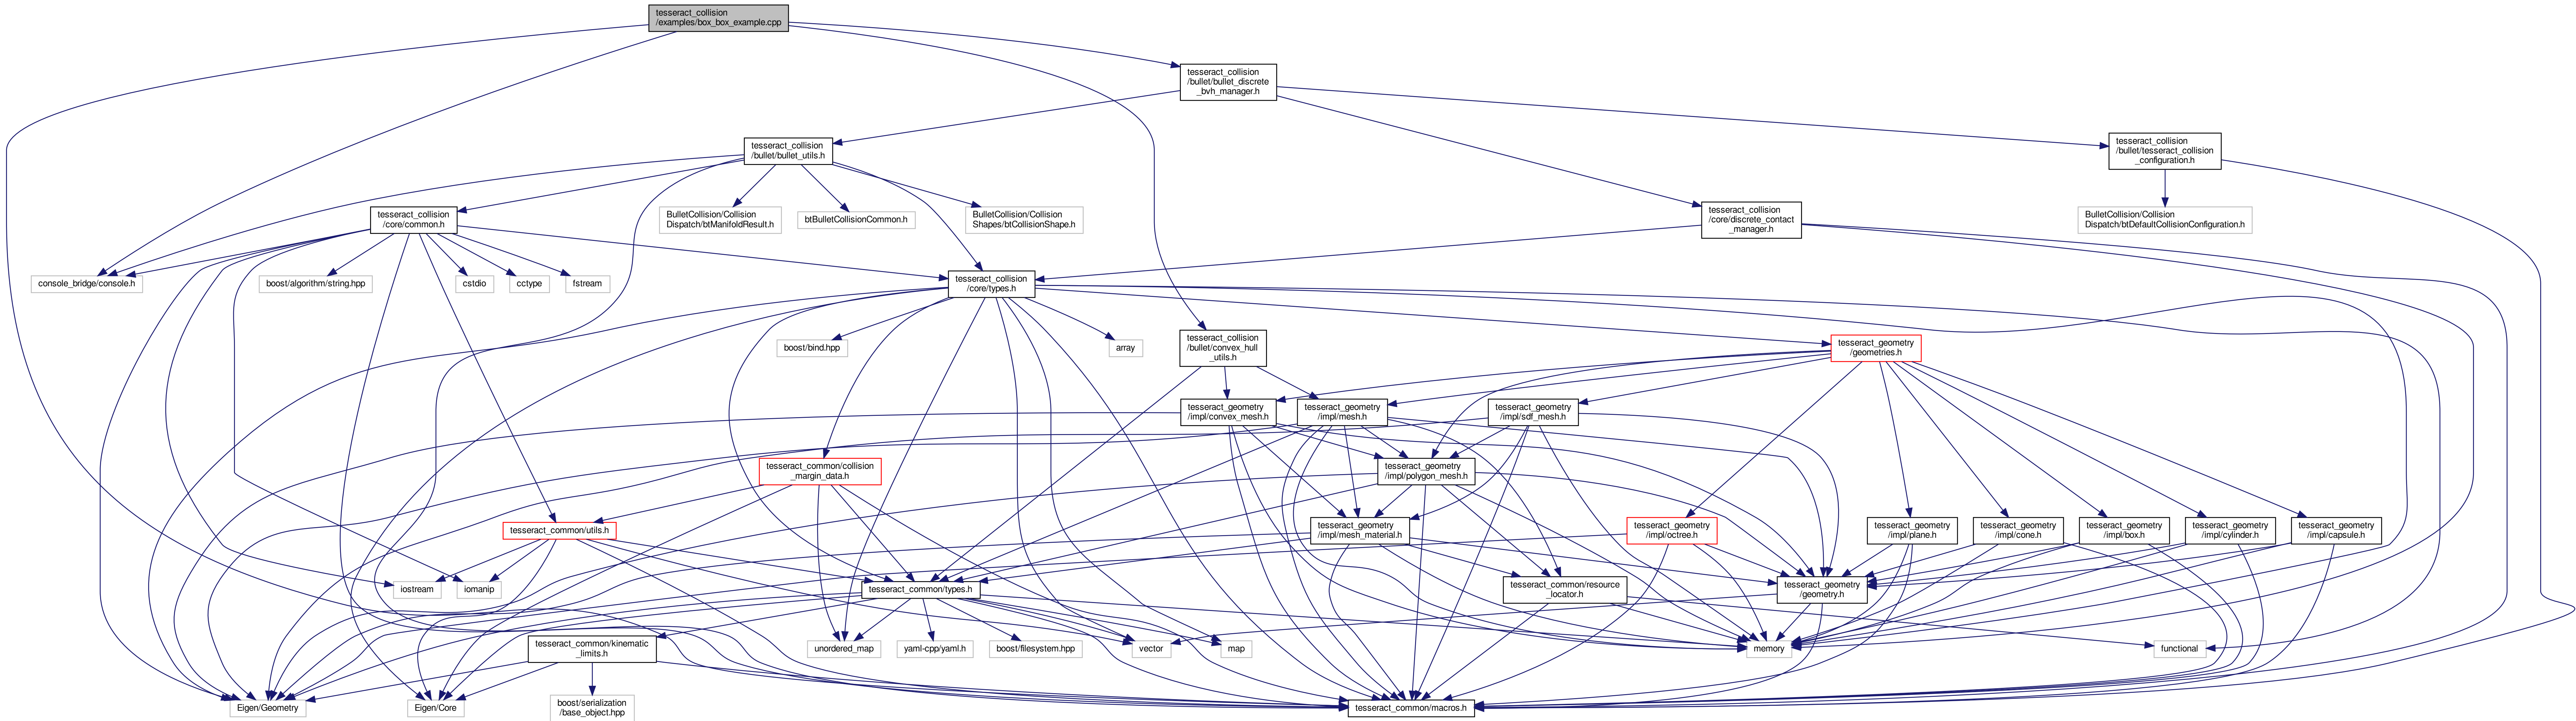 tesseract_collision
/examples/box_box_example.cpp
tesseract_collision
/bullet/bullet_discrete
_bvh_manager.h
tesseract_collision
/bullet/bullet_utils.h
tesseract_collision
/bullet/tesseract_collision
_configuration.h
tesseract_collision
/core/common.h
BulletCollision/Collision
Dispatch/btManifoldResult.h
btBulletCollisionCommon.h
BulletCollision/Collision
Shapes/btCollisionShape.h
tesseract_collision
/core/discrete_contact
_manager.h
BulletCollision/Collision
Dispatch/btDefaultCollisionConfiguration.h
console_bridge/console.h
boost/algorithm/string.hpp
cstdio
cctype
fstream
tesseract_collision
/core/types.h
boost/bind.hpp
array
tesseract_collision
/bullet/convex_hull
_utils.h
tesseract_geometry
/geometries.h
tesseract_geometry
/impl/convex_mesh.h
tesseract_geometry
/impl/mesh.h
tesseract_geometry
/impl/sdf_mesh.h
tesseract_common/collision
_margin_data.h
tesseract_geometry
/impl/polygon_mesh.h
tesseract_common/utils.h
tesseract_geometry
/impl/mesh_material.h
tesseract_geometry
/impl/octree.h
tesseract_geometry
/impl/plane.h
tesseract_geometry
/impl/cone.h
tesseract_geometry
/impl/box.h
tesseract_geometry
/impl/cylinder.h
tesseract_geometry
/impl/capsule.h
iostream
iomanip
tesseract_common/types.h
tesseract_common/resource
_locator.h
tesseract_geometry
/geometry.h
tesseract_common/kinematic
_limits.h
unordered_map
yaml-cpp/yaml.h
boost/filesystem.hpp
vector
map
memory
functional
Eigen/Geometry
Eigen/Core
boost/serialization
/base_object.hpp
tesseract_common/macros.h